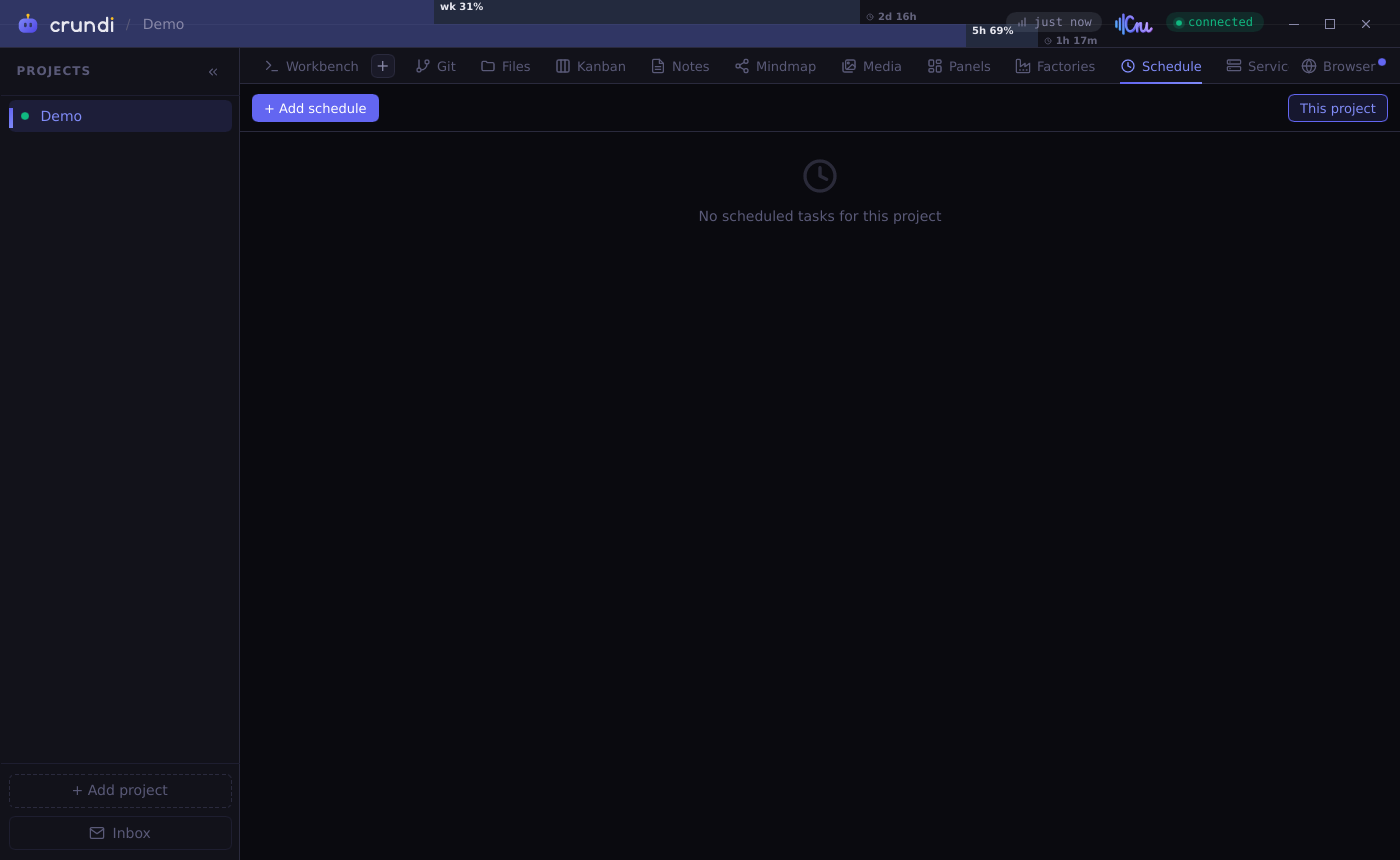 crundi / Demo
wk 31%
2d 16h
5h 69%
1h 17m
just now
Cru
connected
PROJECTS
Demo
+ Add project
Inbox
Workbench
+
Git
Files
Kanban
Notes
Mindmap
Media
Panels
Factories
Schedule
Servic
Browser
+ Add schedule
This project
No scheduled tasks for this project